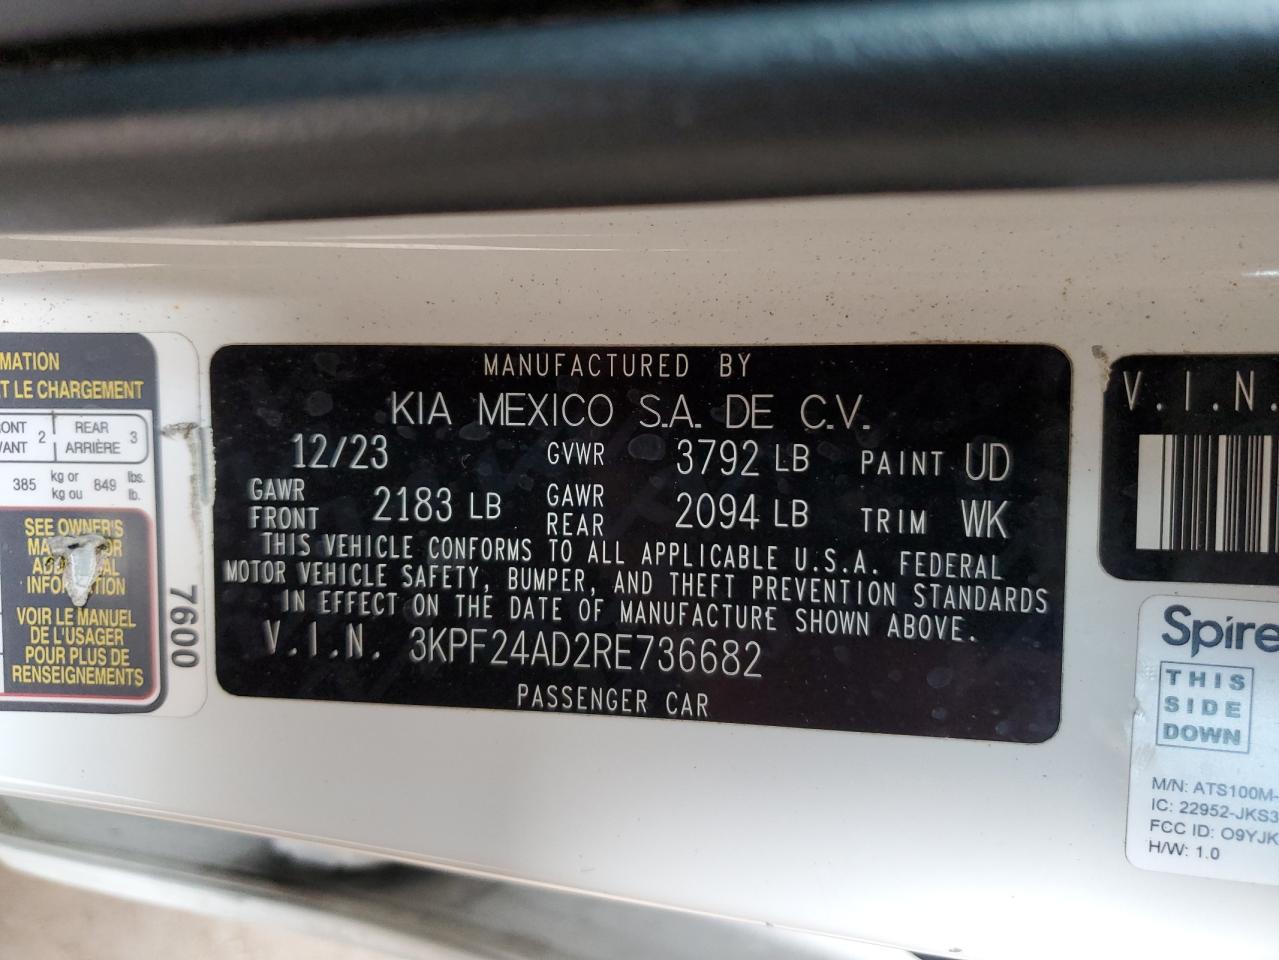 MATION
ET LE CHARGEMENT
2
REAR
ARRIÈRE 3
385 kg or
kg ou 849 lbs.
lb.
SEE OWNER'S
INFORMATION
VOIR LE MANUEL
DE L'USAGER
POUR PLUS DE
RENSEIGNEMENTS
7600
MANUFACTURED BY
KIA MEXICO S.A. DE C.V.
12/23 GVWR 3792 LB PAINT UD
GAWR
FRONT 2183 LB GAWR
REAR 2094 LB TRIM WK
THIS VEHICLE CONFORMS TO ALL APPLICABLE U.S.A. FEDERAL
MOTOR VEHICLE SAFETY, BUMPER, AND THEFT PREVENTION STANDARDS
IN EFFECT ON THE DATE OF MANUFACTURE SHOWN ABOVE.
V.I.N. 3KPF24AD2RE736682
PASSENGER CAR
V.I.N.
Spire
THIS
SIDE
DOWN
M/N: ATS100M-
IC: 22952-JKS3
FCC ID: O9YJK
H/W: 1.0